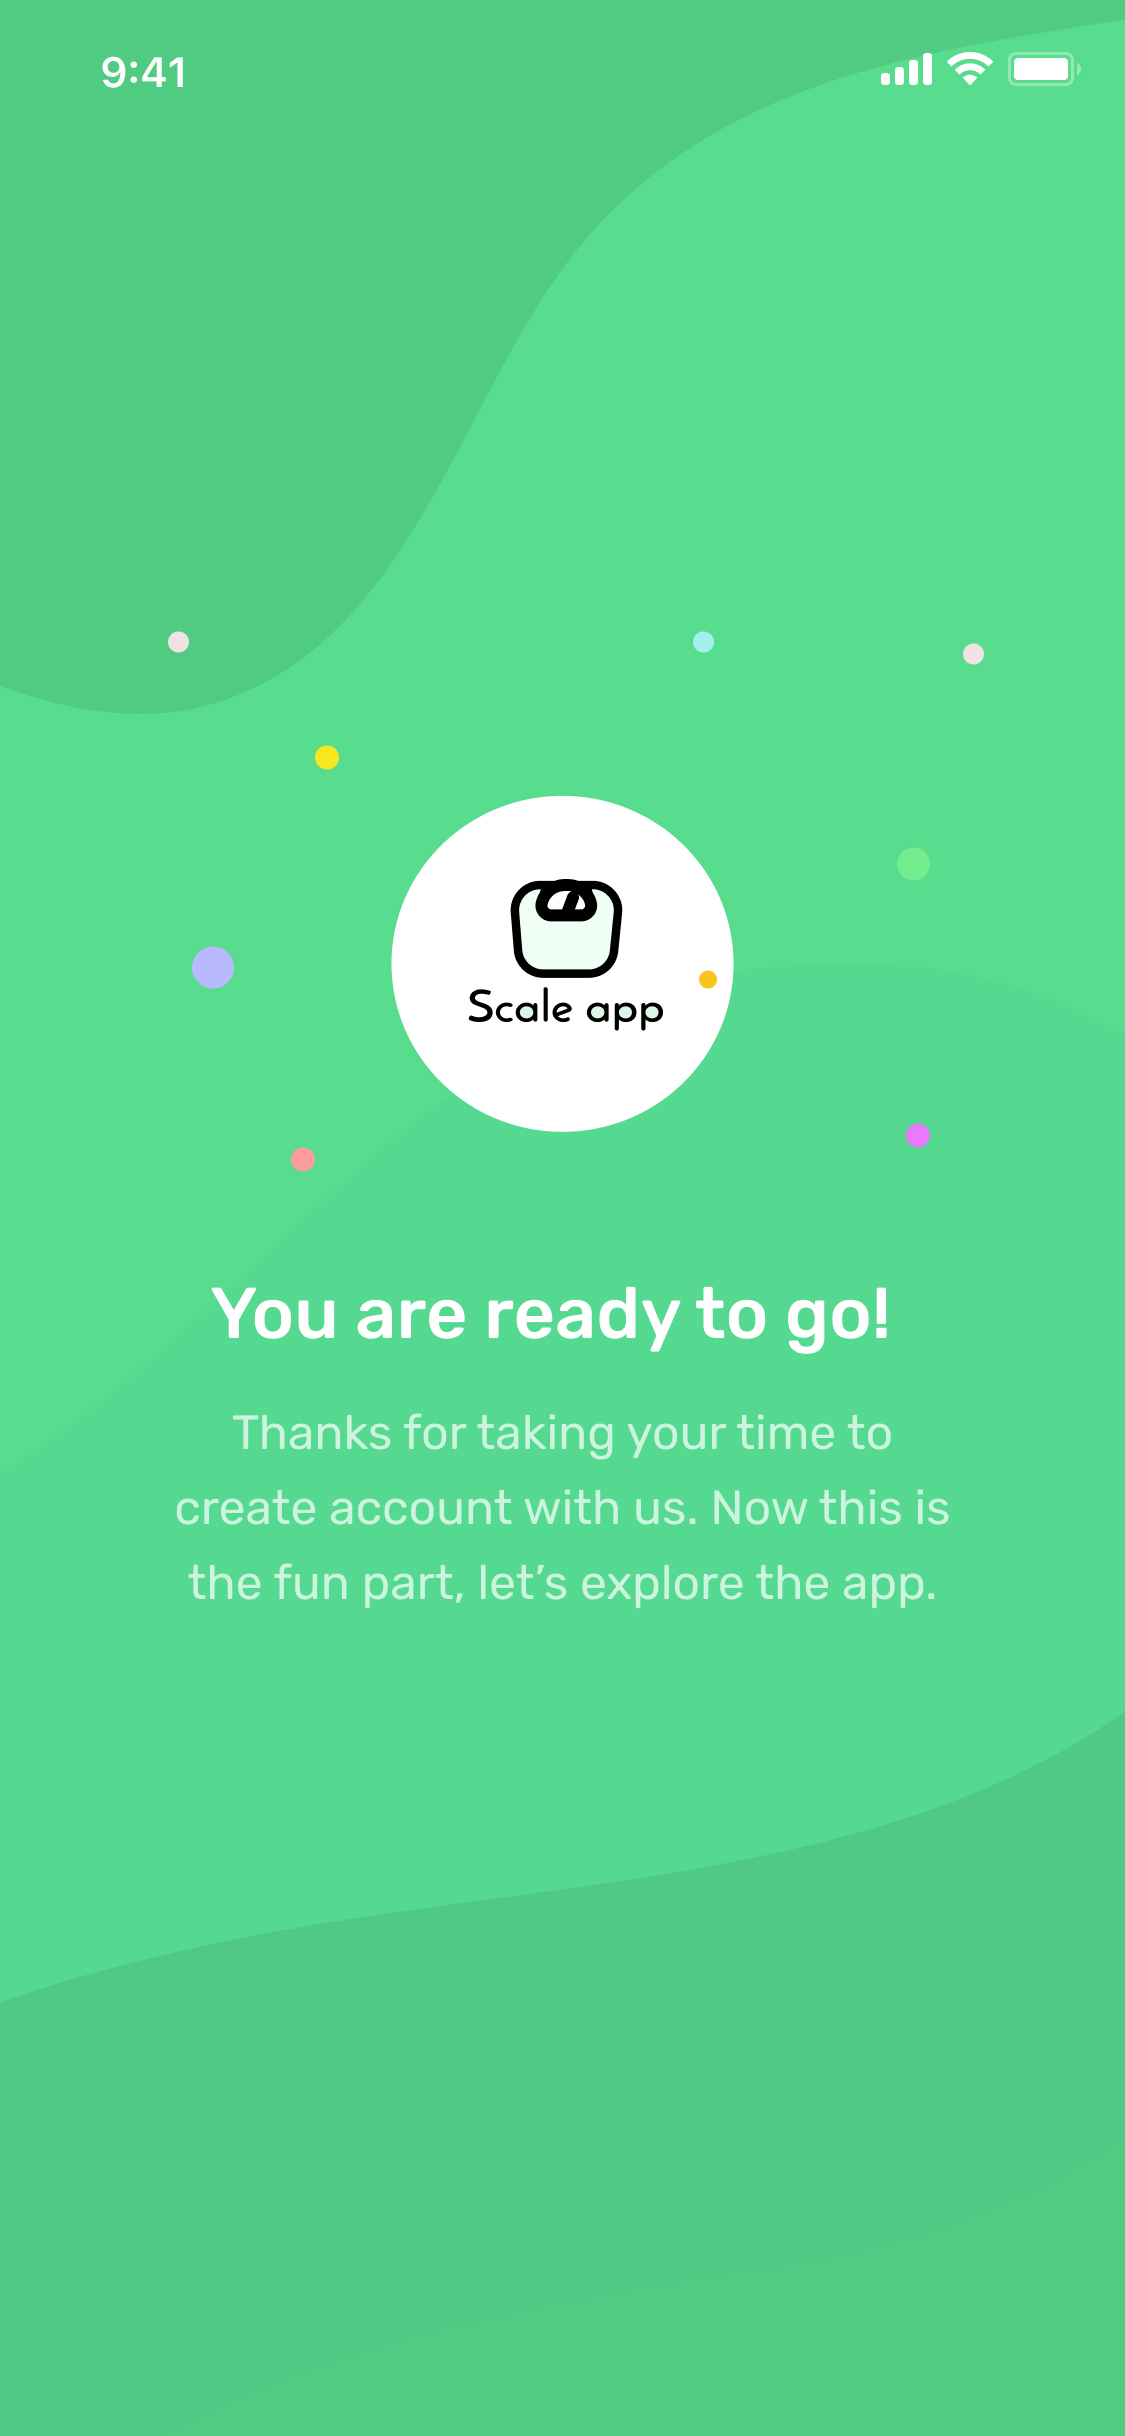 9:41
Scale app
You are ready to go!
Thanks for taking your time to
create account with us. Now this is
the fun part, let’s explore the app.